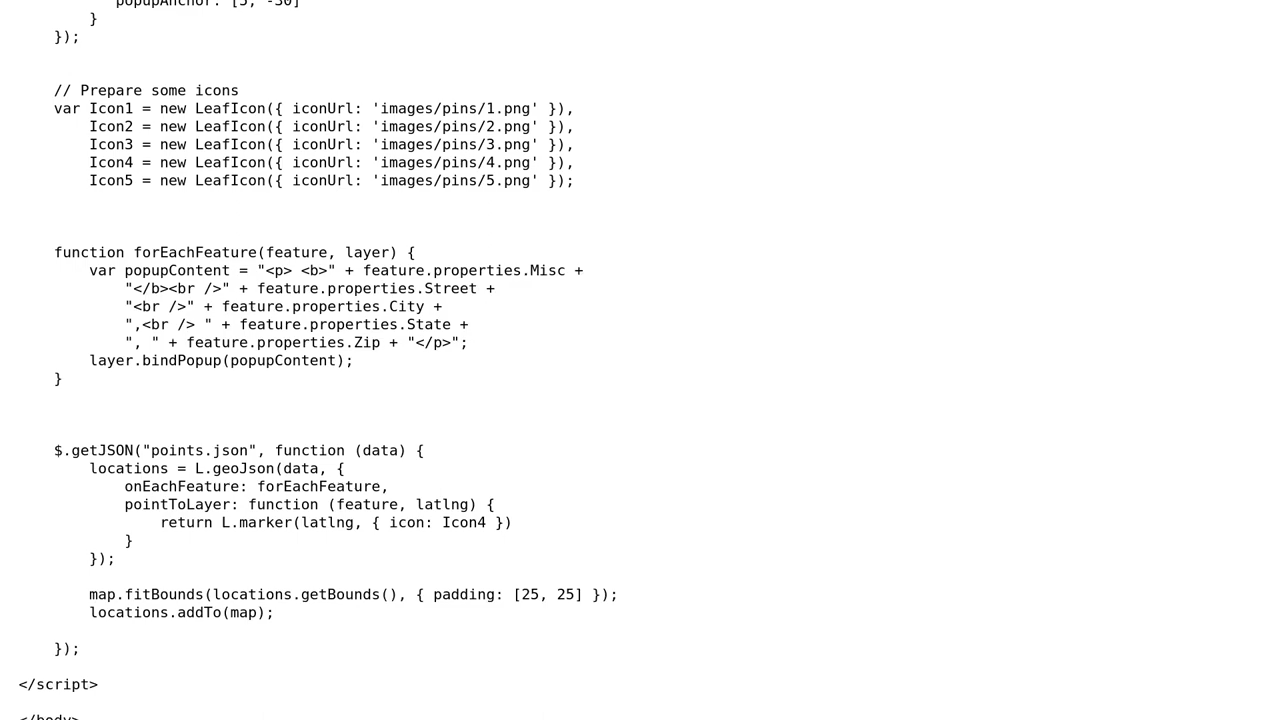 popupAnchor: [5, -30]
}
});
// Prepare some icons
var Icon1 = new LeafIcon({ iconUrl: 'images/pins/1.png' }),
Icon2 = new LeafIcon({ iconUrl: 'images/pins/2.png' }),
Icon3 = new LeafIcon({ iconUrl: 'images/pins/3.png' }),
Icon4 = new LeafIcon({ iconUrl: 'images/pins/4.png' }),
Icon5 = new LeafIcon({ iconUrl: 'images/pins/5.png' });
function forEachFeature(feature, layer) {
var popupContent = "<p> <b>" + feature.properties.Misc +
"</b><br />" + feature.properties.Street +
"<br />" + feature.properties.City +
",<br /> " + feature.properties.State +
", " + feature.properties.Zip + "</p>";
layer.bindPopup(popupContent);
}
$.getJSON("points.json", function (data) {
locations = L.geoJson(data, {
onEachFeature: forEachFeature,
pointToLayer: function (feature, latlng) {
return L.marker(latlng, { icon: Icon4 })
}
});
map.fitBounds(locations.getBounds(), { padding: [25, 25] });
locations.addTo(map);
});
</script>
</body>